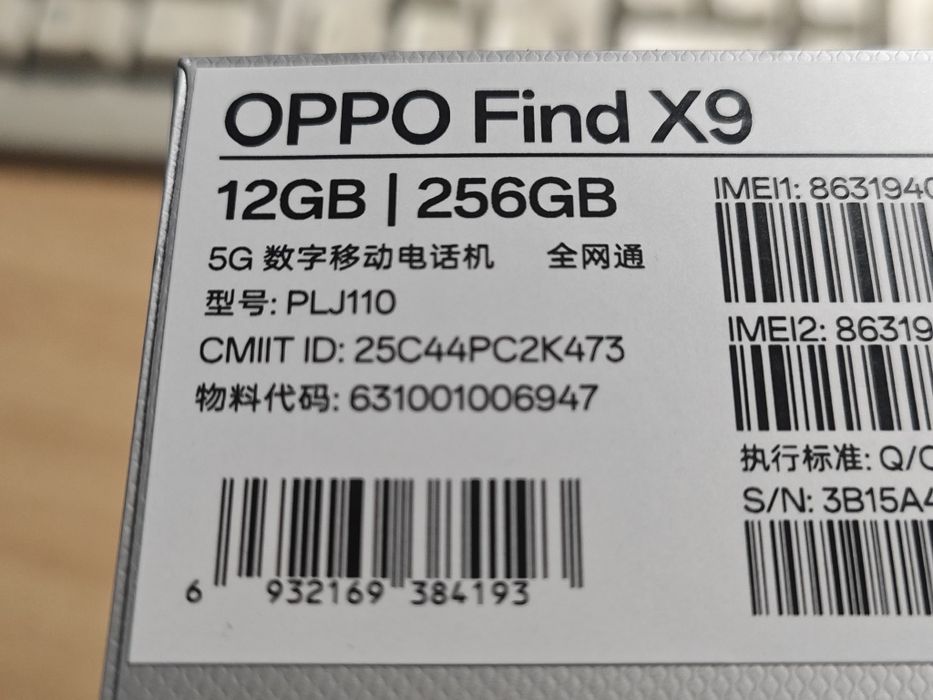 OPPO Find X9
12GB | 256GB
5G 数字移动电话机 全网通
型号: PLJ110
CMIIT ID: 25C44PC2K473
物料代码: 631001006947
6 932169 384193
IMEI1: 8631940
IMEI2: 86319
执行标准: Q/O
S/N: 3B15A4